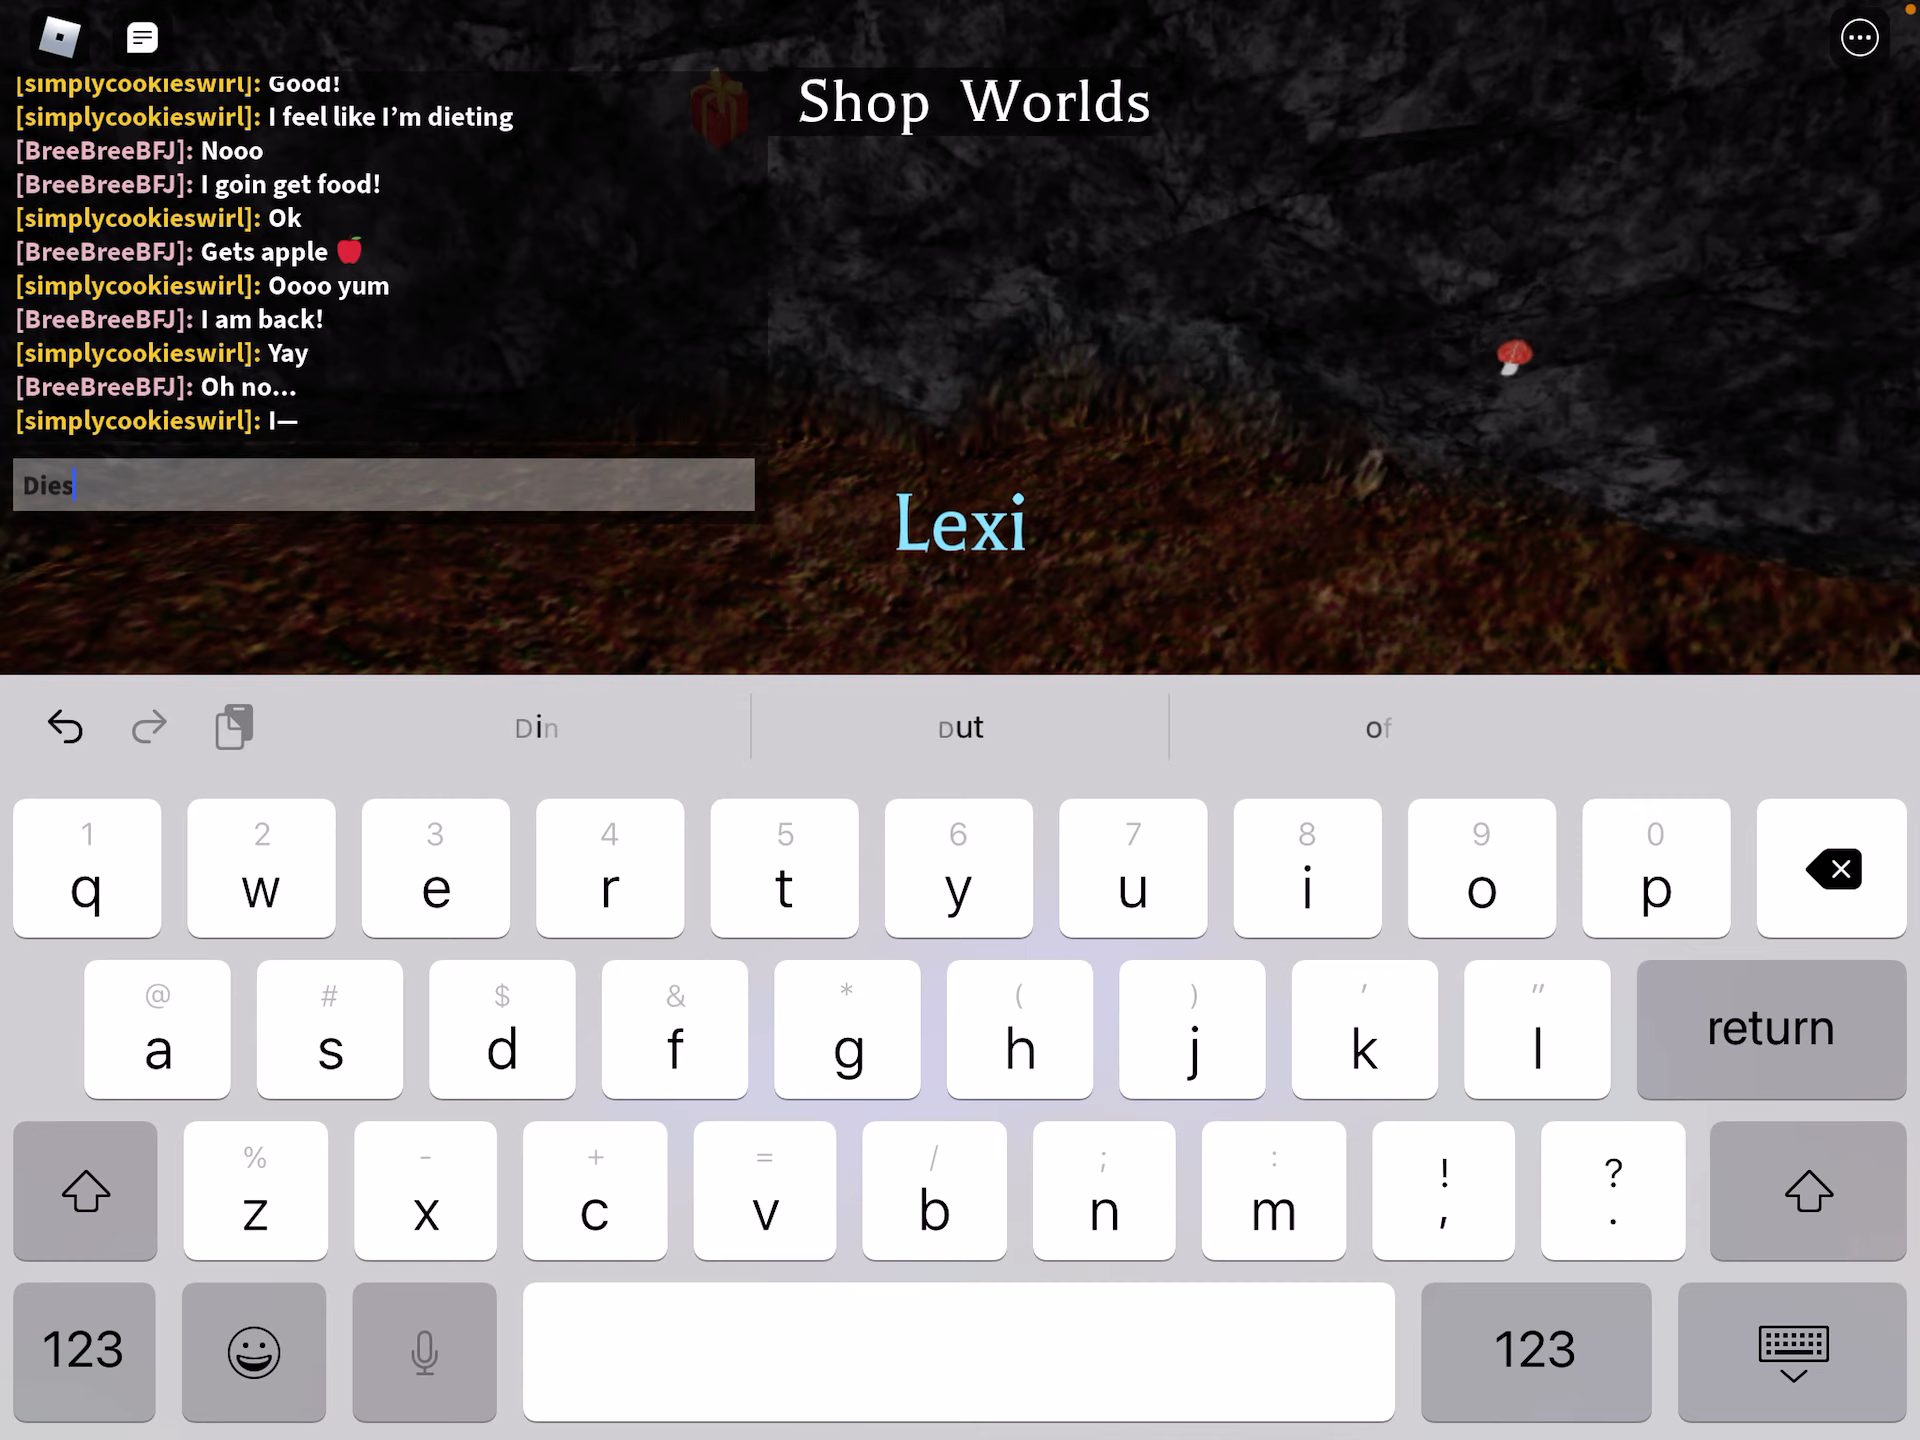 Shop Worlds
[simplycookieswirl]: Good!
[simplycookieswirl]: I feel like I’m dieting
[BreeBreeBFJ]: Nooo
[BreeBreeBFJ]: I goin get food!
[simplycookieswirl]: Ok
[BreeBreeBFJ]: Gets apple 🍎
[simplycookieswirl]: Oooo yum
[BreeBreeBFJ]: I am back!
[simplycookieswirl]: Yay
[BreeBreeBFJ]: Oh no...
[simplycookieswirl]: I—
Dies
Lexi
Din Dut of
1 2 3 4 5 6 7 8 9 0
q w e r t y u i o p
@ # $ & * ( ) ' "
a s d f g h j k l return
% - + = / ; : ! ?
z x c v b n m , .
123 123